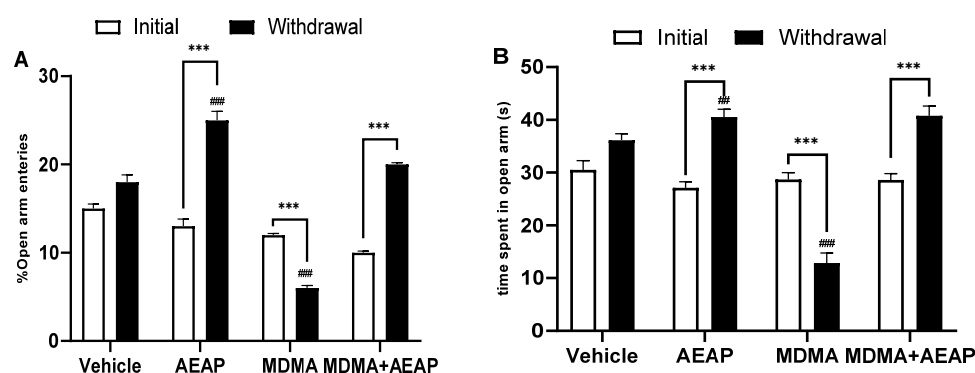 Initial Withdrawal
A
%Open arm enteries
30
20
10
0
***
###
***
###
***
Vehicle AEAP MDMA MDMA+AEAP
Initial Withdrawal
B
time spent in open arm (s)
50
40
30
20
10
0
***
##
***
###
***
Vehicle AEAP MDMA MDMA+AEAP